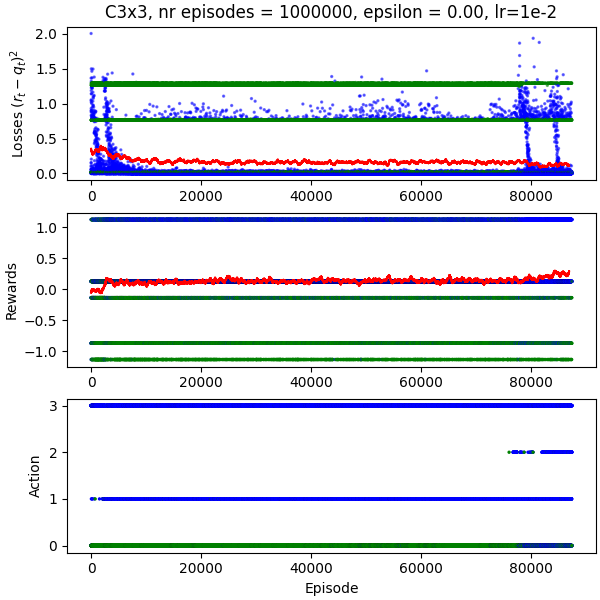 C3x3, nr episodes = 1000000, epsilon = 0.00, lr=1e-2
2.0
1.5
1.0
0.5
0.0
Losses $(r_t - q_t)^2$
0 20000 40000 60000 80000
1.0
0.5
0.0
−0.5
−1.0
Rewards
0 20000 40000 60000 80000
3
2
1
0
Action
0 20000 40000 60000 80000
Episode